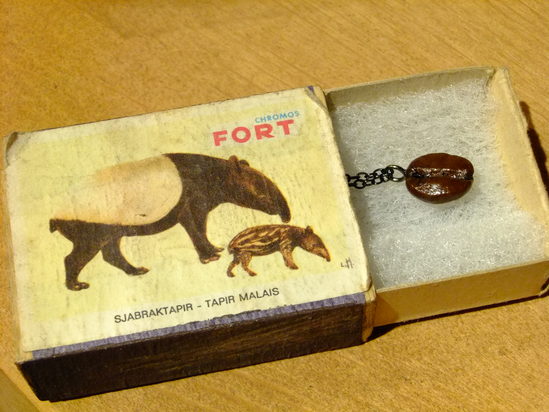 CHROMOS
FORT
SJABRAKTAPIR - TAPIR MALAIS